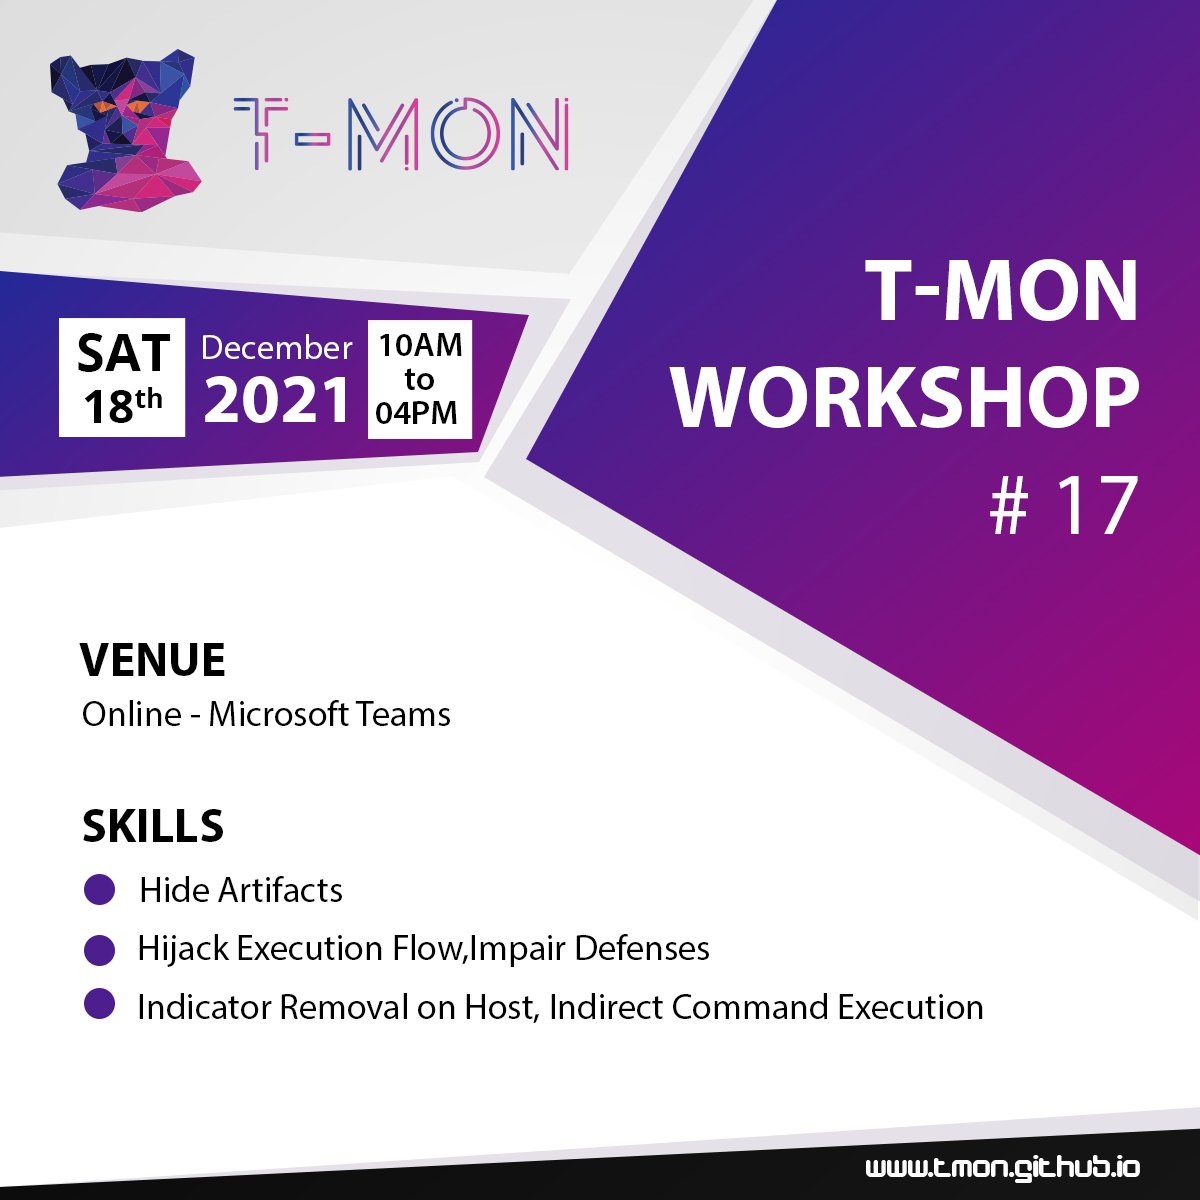 T-MON
SAT
18th
December
2021
10AM
to
04PM
T-MON
WORKSHOP
# 17
VENUE
Online - Microsoft Teams
SKILLS
Hide Artifacts
Hijack Execution Flow,Impair Defenses
Indicator Removal on Host, Indirect Command Execution
www.tmon.github.io